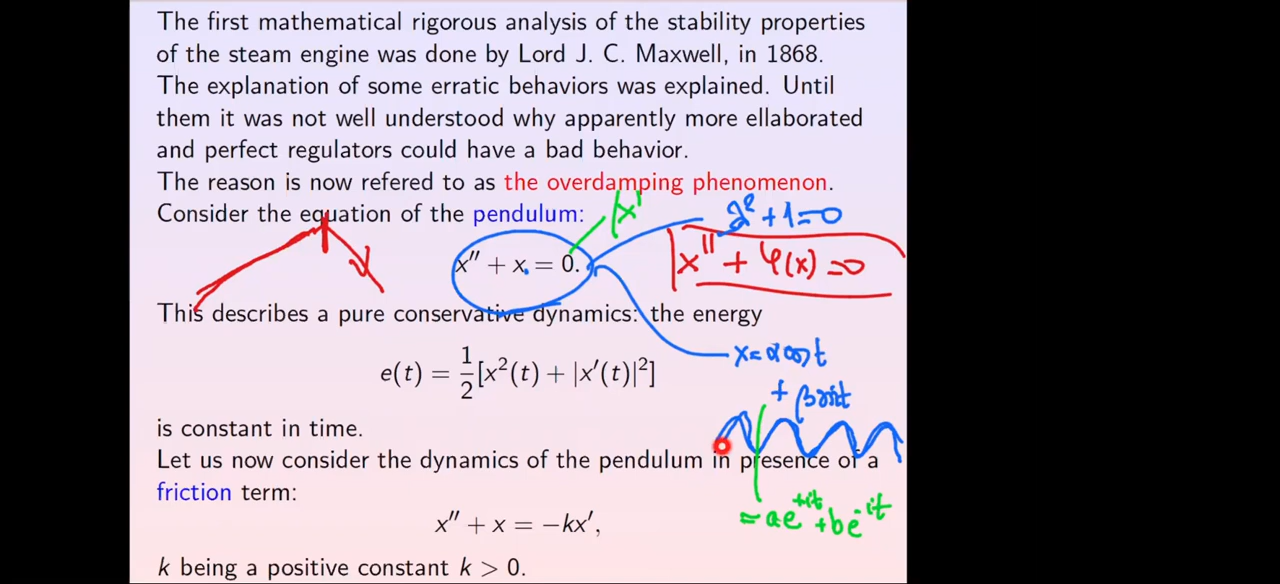 The first mathematical rigorous analysis of the stability properties
of the steam engine was done by Lord J. C. Maxwell, in 1868.
The explanation of some erratic behaviors was explained. Until
them it was not well understood why apparently more ellaborated
and perfect regulators could have a bad behavior.
The reason is now refered to as the overdamping phenomenon.
Consider the equation of the pendulum:
x'
λ² + 1 = 0
x'' + x = 0.
x'' + φ(x) = 0
This describes a pure conservative dynamics: the energy
x = α cos t
e(t) = 1/2 [x²(t) + |x'(t)|²]
+ β sin t
is constant in time.
Let us now consider the dynamics of the pendulum in presence of a
friction term:
= ae^{+it} + be^{-it}
x'' + x = −kx',
k being a positive constant k > 0.